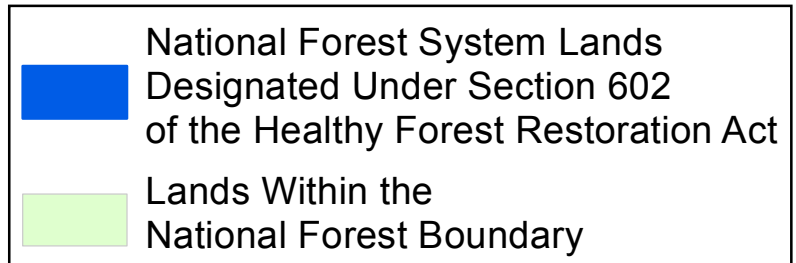 National Forest System Lands
Designated Under Section 602
of the Healthy Forest Restoration Act
Lands Within the
National Forest Boundary